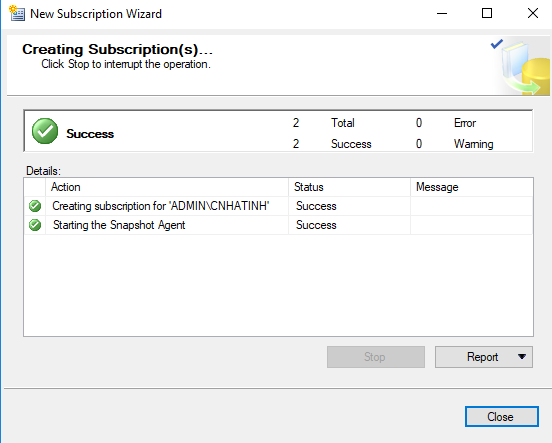 New Subscription Wizard
Creating Subscription(s)...
Click Stop to interrupt the operation.
Success 2 Total 0 Error
2 Success 0 Warning
Details:
Action Status Message
Creating subscription for 'ADMIN\CNHATINH' Success
Starting the Snapshot Agent Success
Stop Report
Close